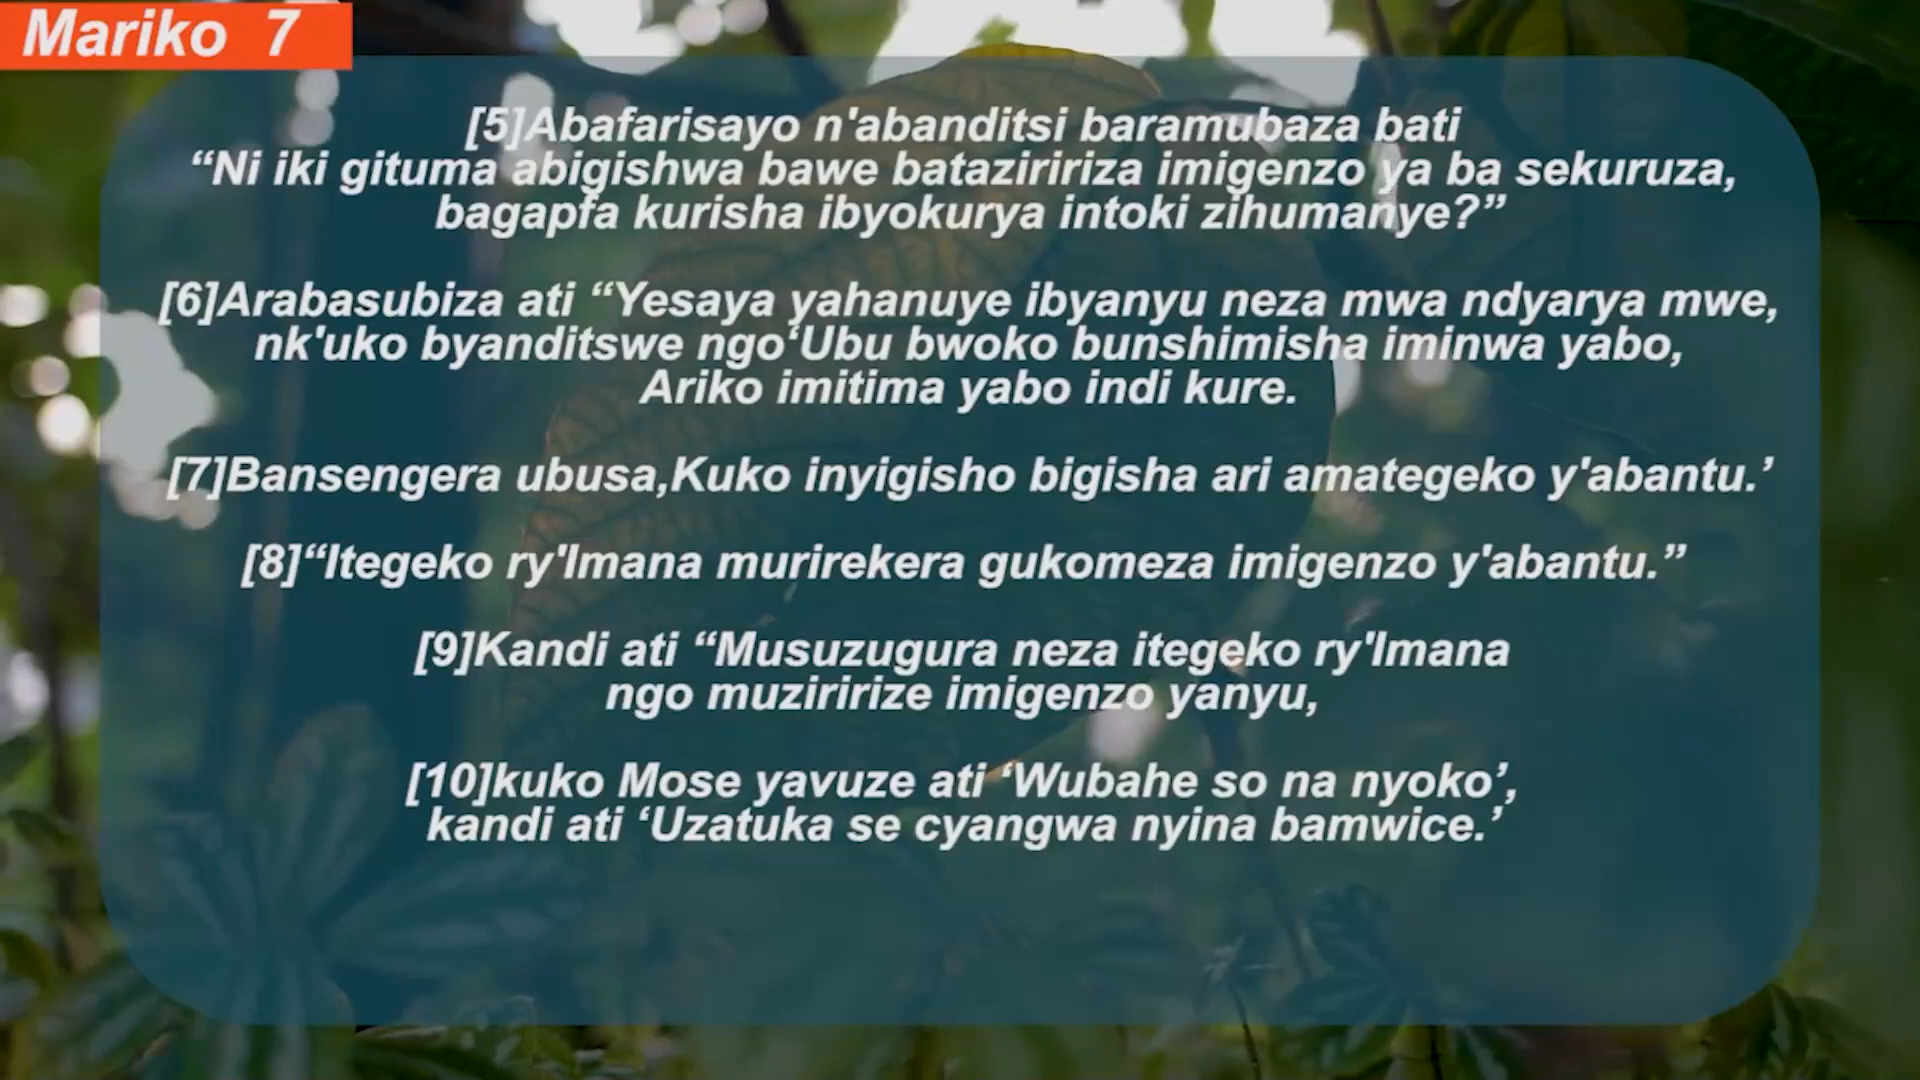 Mariko 7
[5]Abafarisayo n'abanditsi baramubaza bati
“Ni iki gituma abigishwa bawe bataziririza imigenzo ya ba sekuruza,
bagapfa kurisha ibyokurya intoki zihumanye?”
[6]Arabasubiza ati “Yesaya yahanuye ibyanyu neza mwa ndyarya mwe,
nk'uko byanditswe ngo‘Ubu bwoko bunshimisha iminwa yabo,
Ariko imitima yabo indi kure.
[7]Bansengera ubusa,Kuko inyigisho bigisha ari amategeko y'abantu.’
[8]“Itegeko ry'Imana murirekera gukomeza imigenzo y'abantu.”
[9]Kandi ati “Musuzugura neza itegeko ry'Imana
ngo muziririze imigenzo yanyu,
[10]kuko Mose yavuze ati ‘Wubahe so na nyoko’,
kandi ati ‘Uzatuka se cyangwa nyina bamwice.’